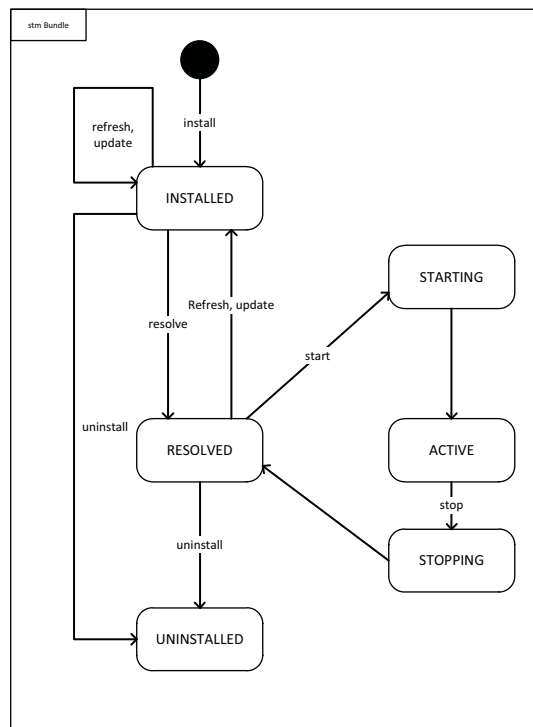 stm Bundle
install
refresh,
update
INSTALLED
STARTING
Refresh, update
resolve
start
uninstall
RESOLVED
ACTIVE
stop
uninstall
STOPPING
UNINSTALLED